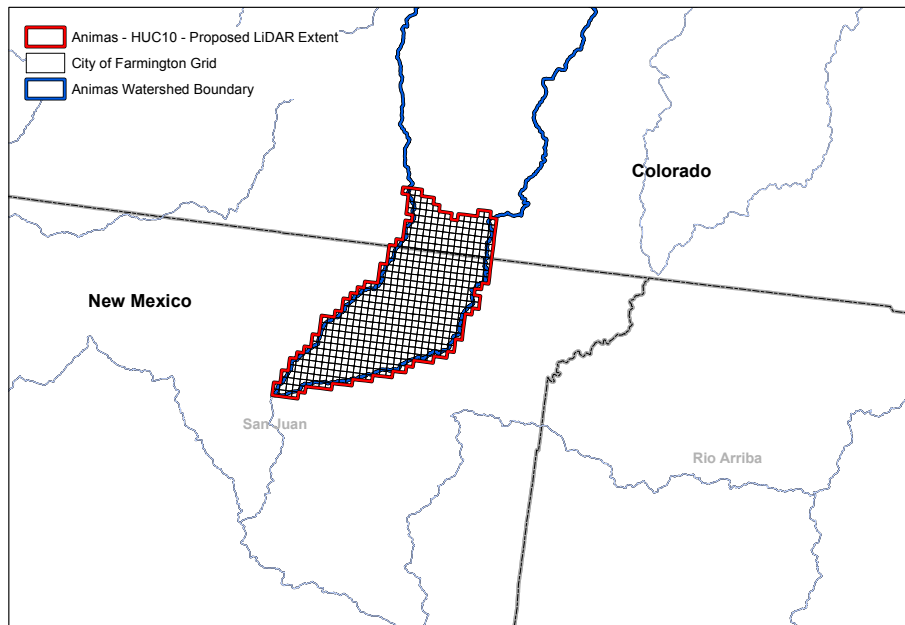 Animas - HUC10 - Proposed LiDAR Extent
City of Farmington Grid
Animas Watershed Boundary
Colorado
New Mexico
San Juan
Rio Arriba